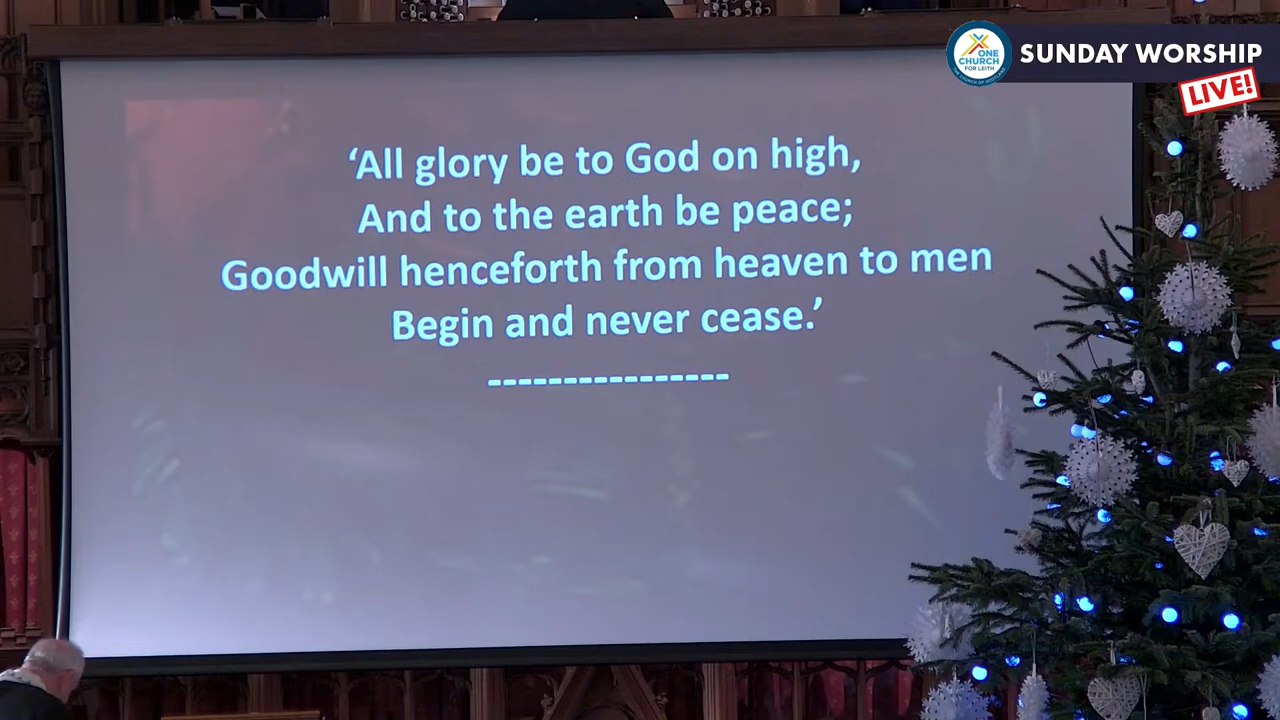 ONE
CHURCH
FOR LEITH
SUNDAY WORSHIP
LIVE!
‘All glory be to God on high,
And to the earth be peace;
Goodwill henceforth from heaven to men
Begin and never cease.’
----------------